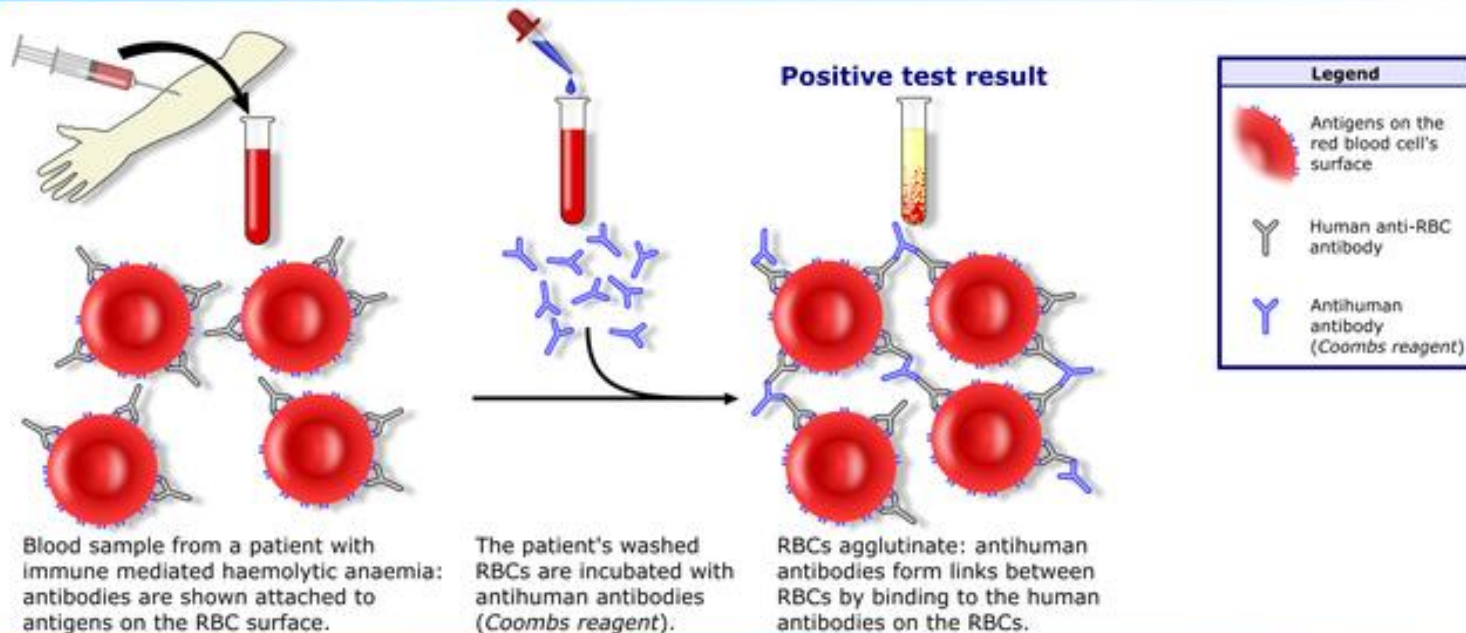 Positive test result
Legend
Antigens on the
red blood cell's
surface
Human anti-RBC
antibody
Antihuman
antibody
(Coombs reagent)
Blood sample from a patient with
immune mediated haemolytic anaemia:
antibodies are shown attached to
antigens on the RBC surface.
The patient's washed
RBCs are incubated with
antihuman antibodies
(Coombs reagent).
RBCs agglutinate: antihuman
antibodies form links between
RBCs by binding to the human
antibodies on the RBCs.